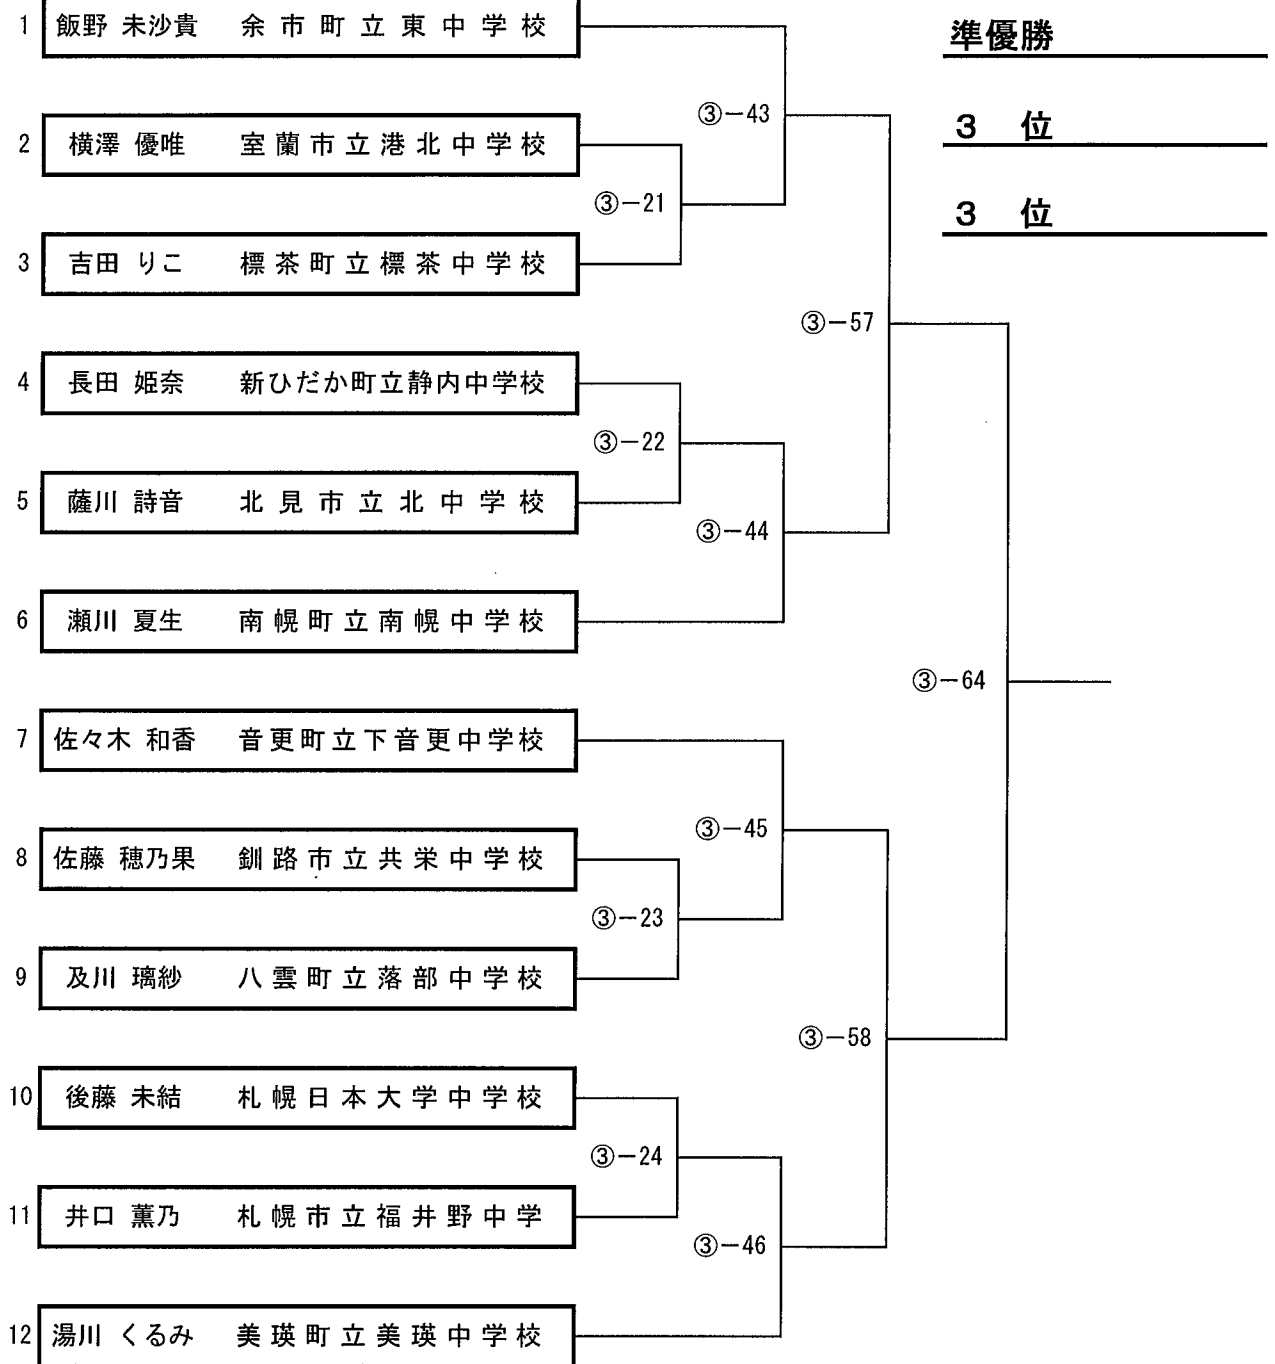 1 飯野 未沙貴 余市町立東中学校
準優勝
③－43
3 位
2 横澤 優唯 室蘭市立港北中学校
③－21
3 位
3 吉田 りこ 標茶町立標茶中学校
③－57
4 長田 姫奈 新ひだか町立静内中学校
③－22
5 薩川 詩音 北見市立北中学校
③－44
6 瀬川 夏生 南幌町立南幌中学校
③－64
7 佐々木 和香 音更町立下音更中学校
③－45
8 佐藤 穂乃果 釧路市立共栄中学校
③－23
9 及川 璃紗 八雲町立落部中学校
③－58
10 後藤 未結 札幌日本大学中学校
③－24
11 井口 薫乃 札幌市立福井野中学
③－46
12 湯川 くるみ 美瑛町立美瑛中学校